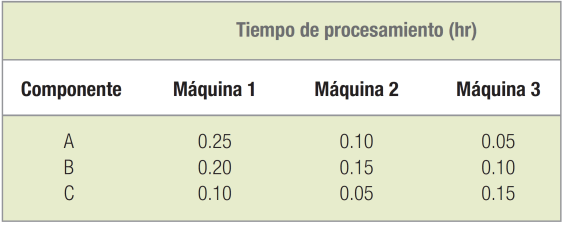 Tiempo de procesamiento (hr)
Componente Máquina 1 Máquina 2 Máquina 3
A 0.25 0.10 0.05
B 0.20 0.15 0.10
C 0.10 0.05 0.15